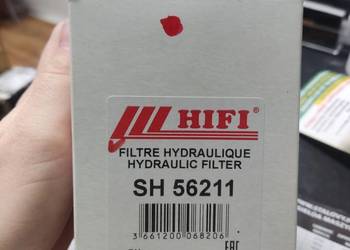 HIFI®
FILTRE HYDRAULIQUE
HYDRAULIC FILTER
SH 56211
3 661200 068206
EAC